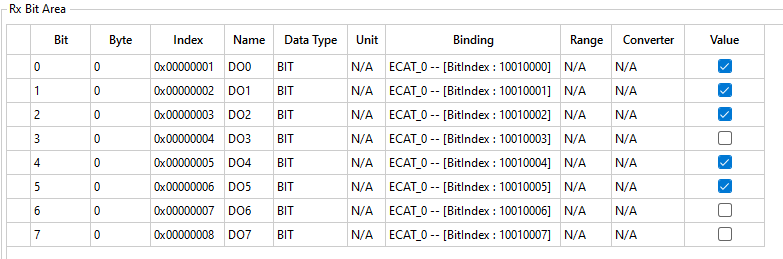 Rx Bit Area
Bit Byte Index Name Data Type Unit Binding Range Converter Value
0 0 0x00000001 DO0 BIT N/A ECAT_0 -- [BitIndex : 10010000] N/A N/A
1 0 0x00000002 DO1 BIT N/A ECAT_0 -- [BitIndex : 10010001] N/A N/A
2 0 0x00000003 DO2 BIT N/A ECAT_0 -- [BitIndex : 10010002] N/A N/A
3 0 0x00000004 DO3 BIT N/A ECAT_0 -- [BitIndex : 10010003] N/A N/A
4 0 0x00000005 DO4 BIT N/A ECAT_0 -- [BitIndex : 10010004] N/A N/A
5 0 0x00000006 DO5 BIT N/A ECAT_0 -- [BitIndex : 10010005] N/A N/A
6 0 0x00000007 DO6 BIT N/A ECAT_0 -- [BitIndex : 10010006] N/A N/A
7 0 0x00000008 DO7 BIT N/A ECAT_0 -- [BitIndex : 10010007] N/A N/A